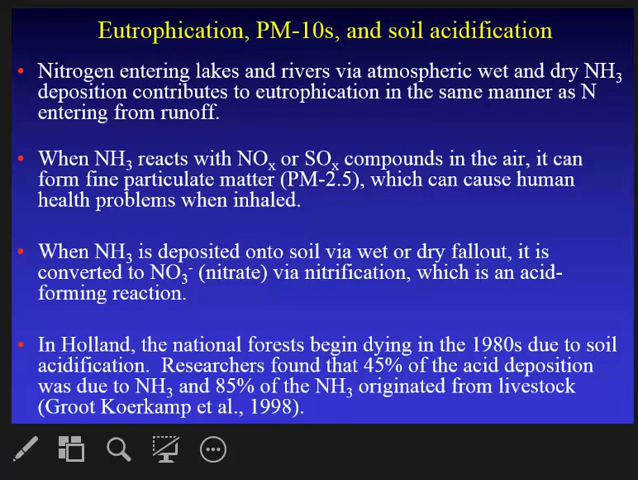 Eutrophication, PM-10s, and soil acidification
• Nitrogen entering lakes and rivers via atmospheric wet and dry NH₃
deposition contributes to eutrophication in the same manner as N
entering from runoff.
• When NH₃ reacts with NOₓ or SOₓ compounds in the air, it can
form fine particulate matter (PM-2.5), which can cause human
health problems when inhaled.
• When NH₃ is deposited onto soil via wet or dry fallout, it is
converted to NO₃⁻ (nitrate) via nitrification, which is an acid-
forming reaction.
• In Holland, the national forests begin dying in the 1980s due to soil
acidification.  Researchers found that 45% of the acid deposition
was due to NH₃ and 85% of the NH₃ originated from livestock
(Groot Koerkamp et al., 1998).